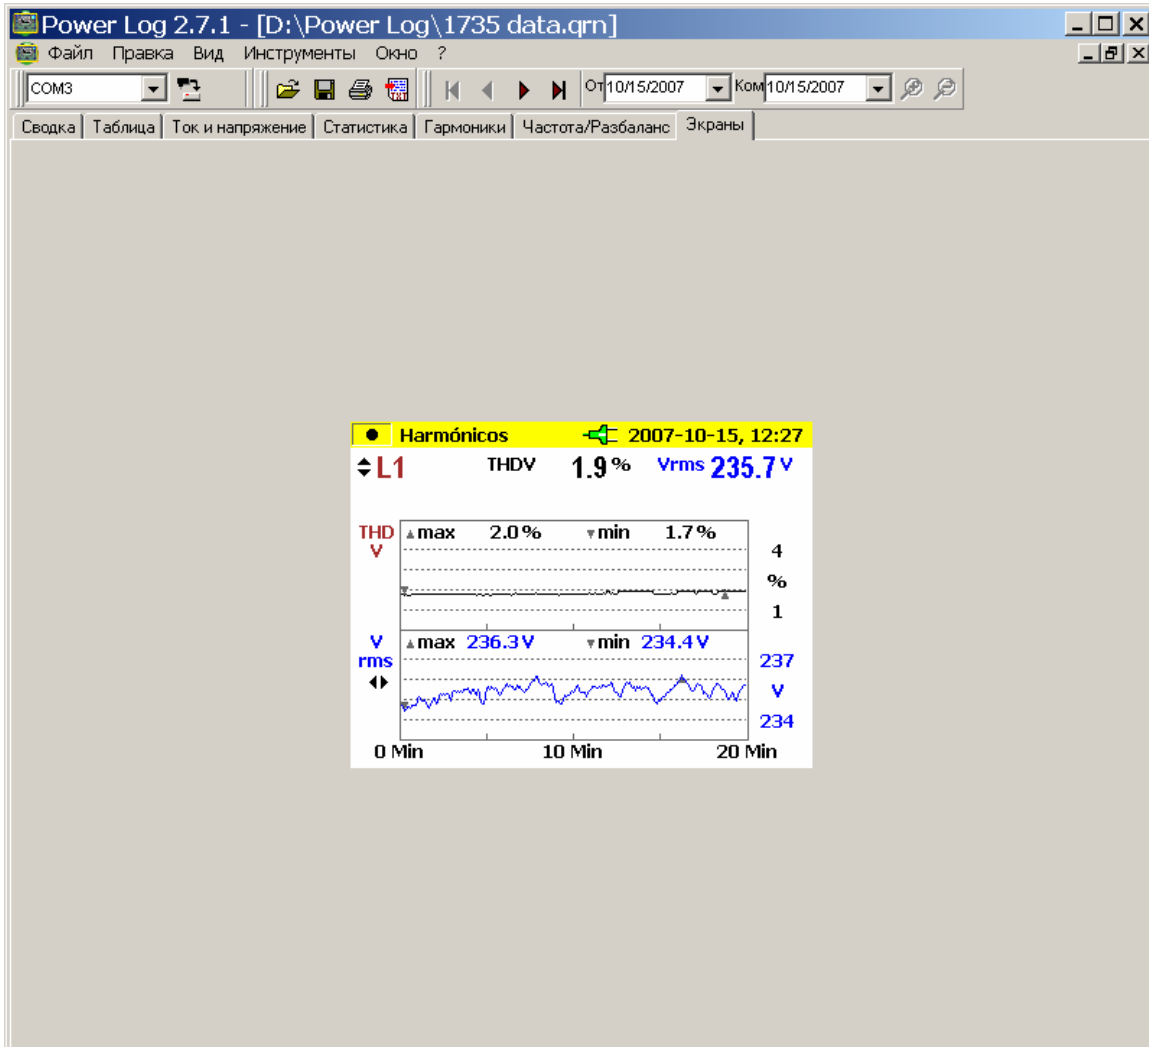 Power Log 2.7.1 - [D:\Power Log\1735 data.qrn]
Файл Правка Вид Инструменты Окно ?
COM3 От 10/15/2007 Ком 10/15/2007
Сводка Таблица Ток и напряжение Статистика Гармоники Частота/Разбаланс Экраны
Harmónicos 2007-10-15, 12:27
L1 THDV 1.9 % Vrms 235.7 V
THD max 2.0 % min 1.7 %
V 4
%
1
V max 236.3 V min 234.4 V
rms 237
V
234
0 Min 10 Min 20 Min